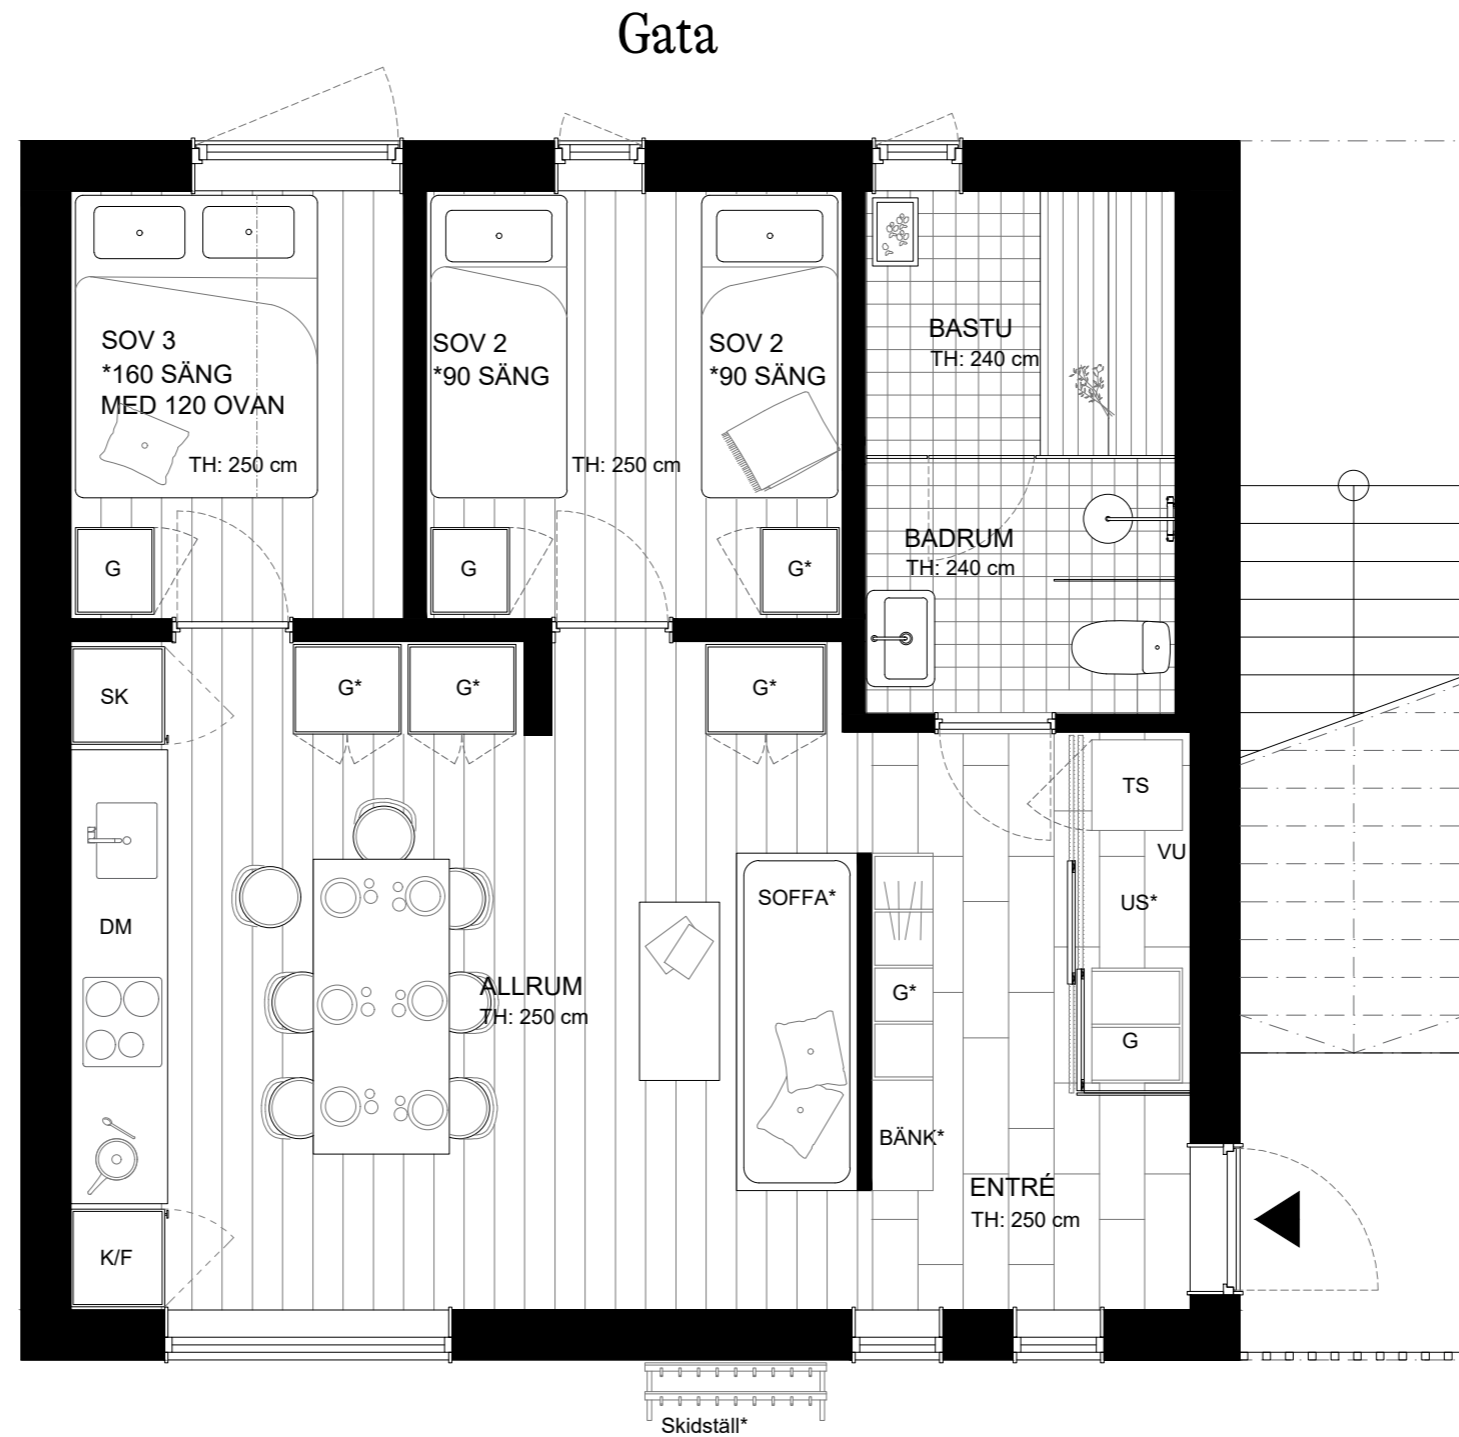 Gata
SOV 3
*160 SÄNG
MED 120 OVAN
TH: 250 cm
SOV 2
*90 SÄNG
TH: 250 cm
SOV 2
*90 SÄNG
BASTU
TH: 240 cm
BADRUM
TH: 240 cm
G
G
G*
SK
G*
G*
G*
TS
VU
US*
DM
SOFFA*
ALLRUM
TH: 250 cm
G*
G
BÄNK*
ENTRÉ
TH: 250 cm
K/F
Skidställ*